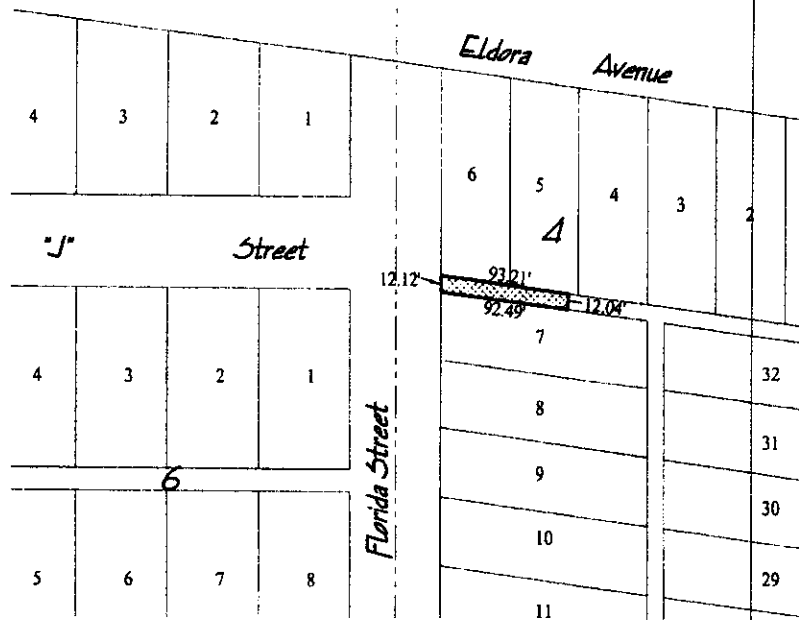 Eldora Avenue
4 3 2 1
6 5 4 3 2
4
"J" Street
12.12' 93.21'
92.49' 12.04'
7
4 3 2 1
32
8
31
Florida Street
9
6
30
10
5 6 7 8
29
11